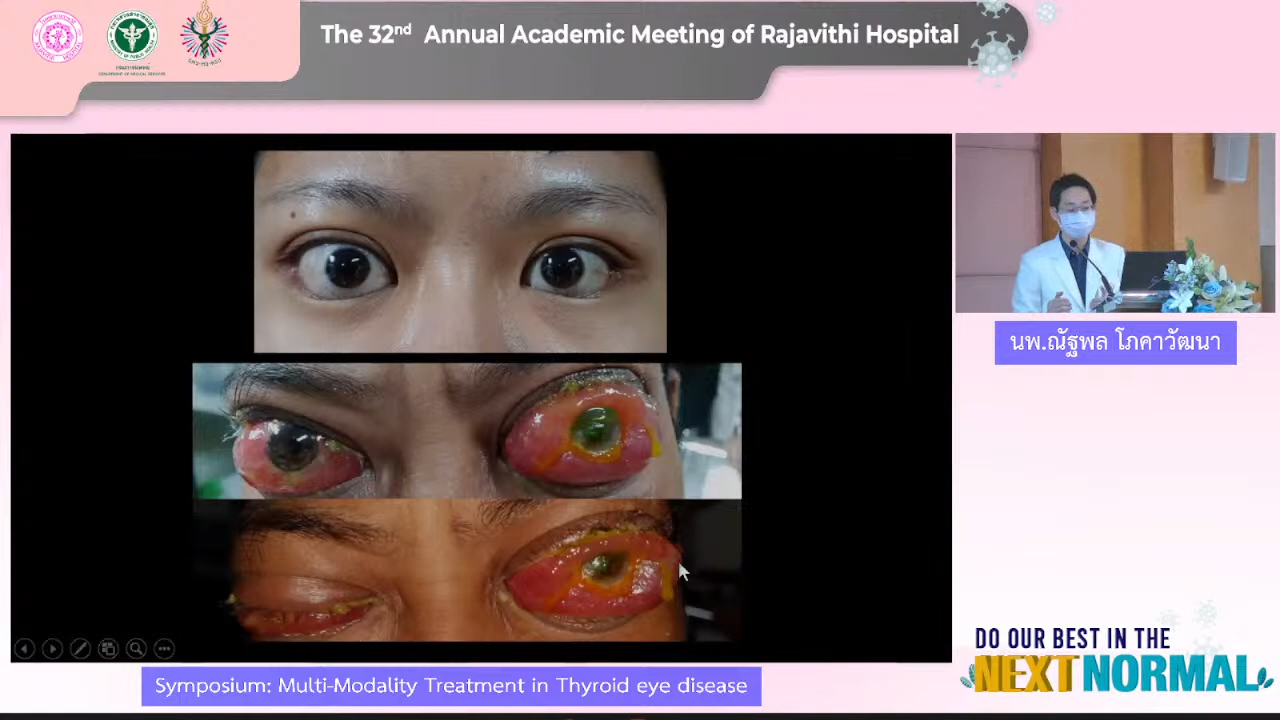 The 32nd Annual Academic Meeting of Rajavithi Hospital
นพ.ณัฐพล โภคาวัฒนา
DO OUR BEST IN THE
NEXT NORMAL
Symposium: Multi-Modality Treatment in Thyroid eye disease